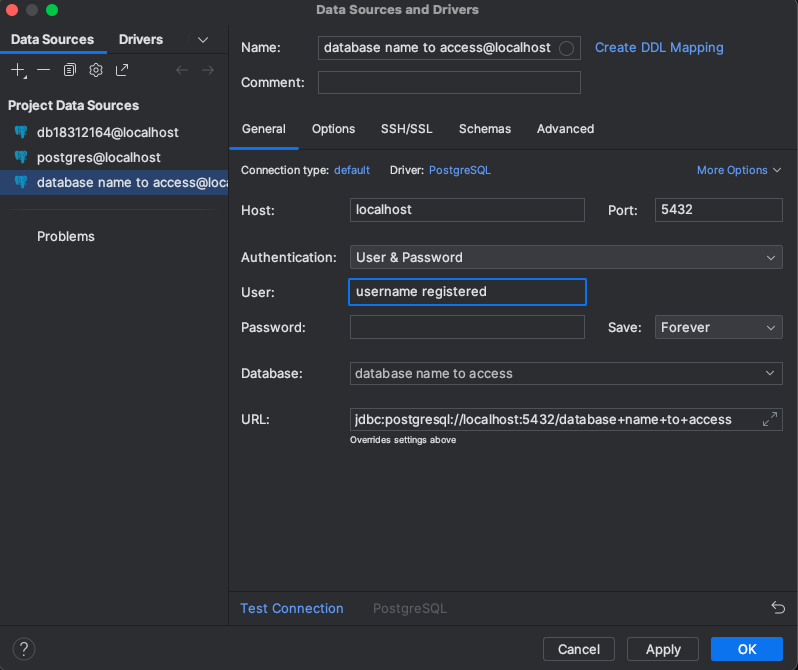 Data Sources and Drivers
Data Sources Drivers
Project Data Sources
db18312164@localhost
postgres@localhost
database name to access@loca
Problems
Name: database name to access@localhost Create DDL Mapping
Comment:
General Options SSH/SSL Schemas Advanced
Connection type: default Driver: PostgreSQL More Options
Host: localhost Port: 5432
Authentication: User & Password
User: username registered
Password: Save: Forever
Database: database name to access
URL: jdbc:postgresql://localhost:5432/database+name+to+access
Overrides settings above
Test Connection PostgreSQL
? Cancel Apply OK